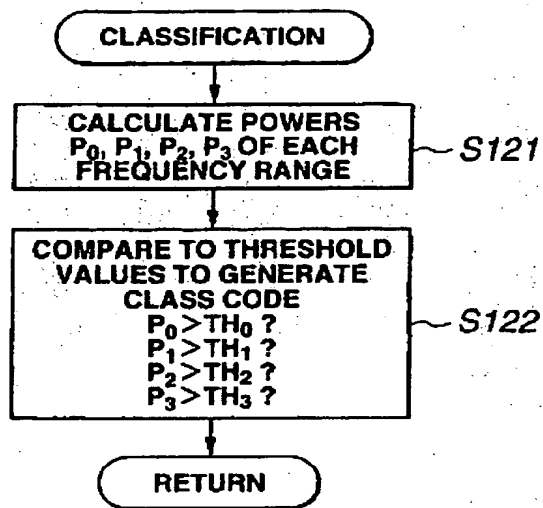 CLASSIFICATION
CALCULATE POWERS
P₀, P₁, P₂, P₃ OF EACH
FREQUENCY RANGE
S121
COMPARE TO THRESHOLD
VALUES TO GENERATE
CLASS CODE
P₀>TH₀ ?
P₁>TH₁ ?
P₂>TH₂ ?
P₃>TH₃ ?
S122
RETURN